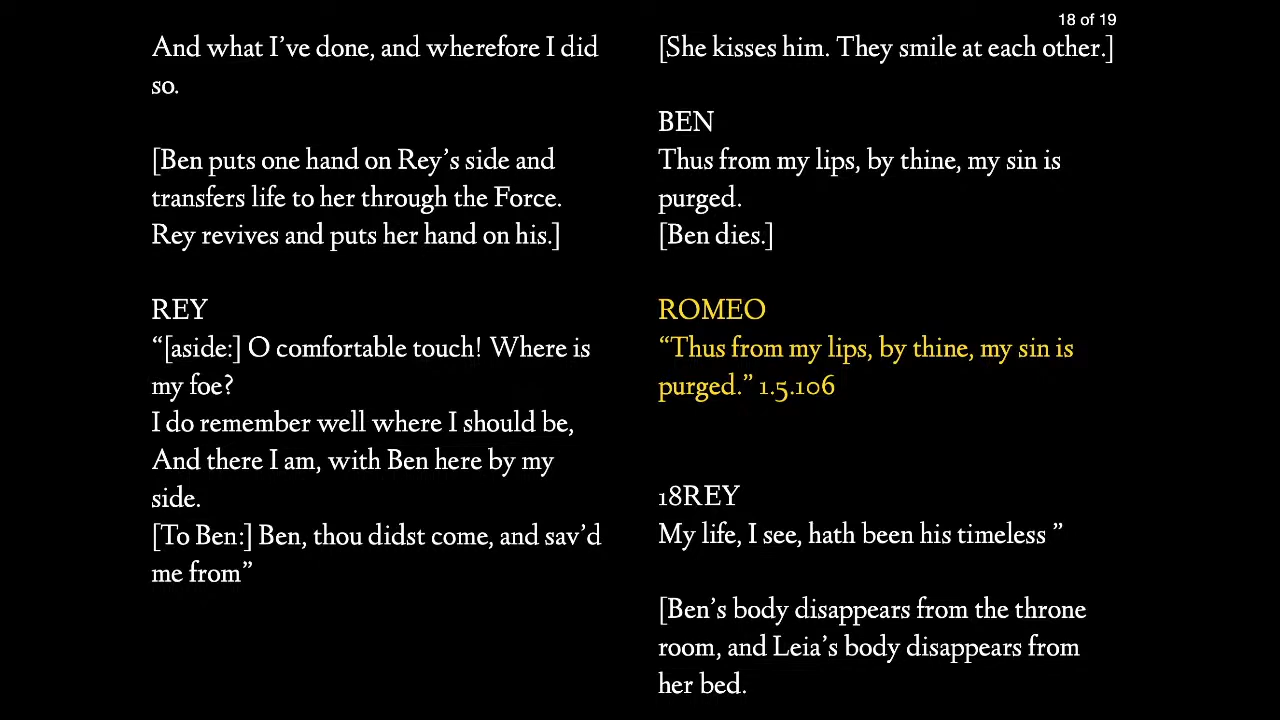 18 of 19
And what I've done, and wherefore I did
so.
[Ben puts one hand on Rey's side and
transfers life to her through the Force.
Rey revives and puts her hand on his.]
REY
“[aside:] O comfortable touch! Where is
my foe?
I do remember well where I should be,
And there I am, with Ben here by my
side.
[To Ben:] Ben, thou didst come, and sav'd
me from”
[She kisses him. They smile at each other.]
BEN
Thus from my lips, by thine, my sin is
purged.
[Ben dies.]
ROMEO
“Thus from my lips, by thine, my sin is
purged.” 1.5.106
18REY
My life, I see, hath been his timeless ”
[Ben's body disappears from the throne
room, and Leia's body disappears from
her bed.